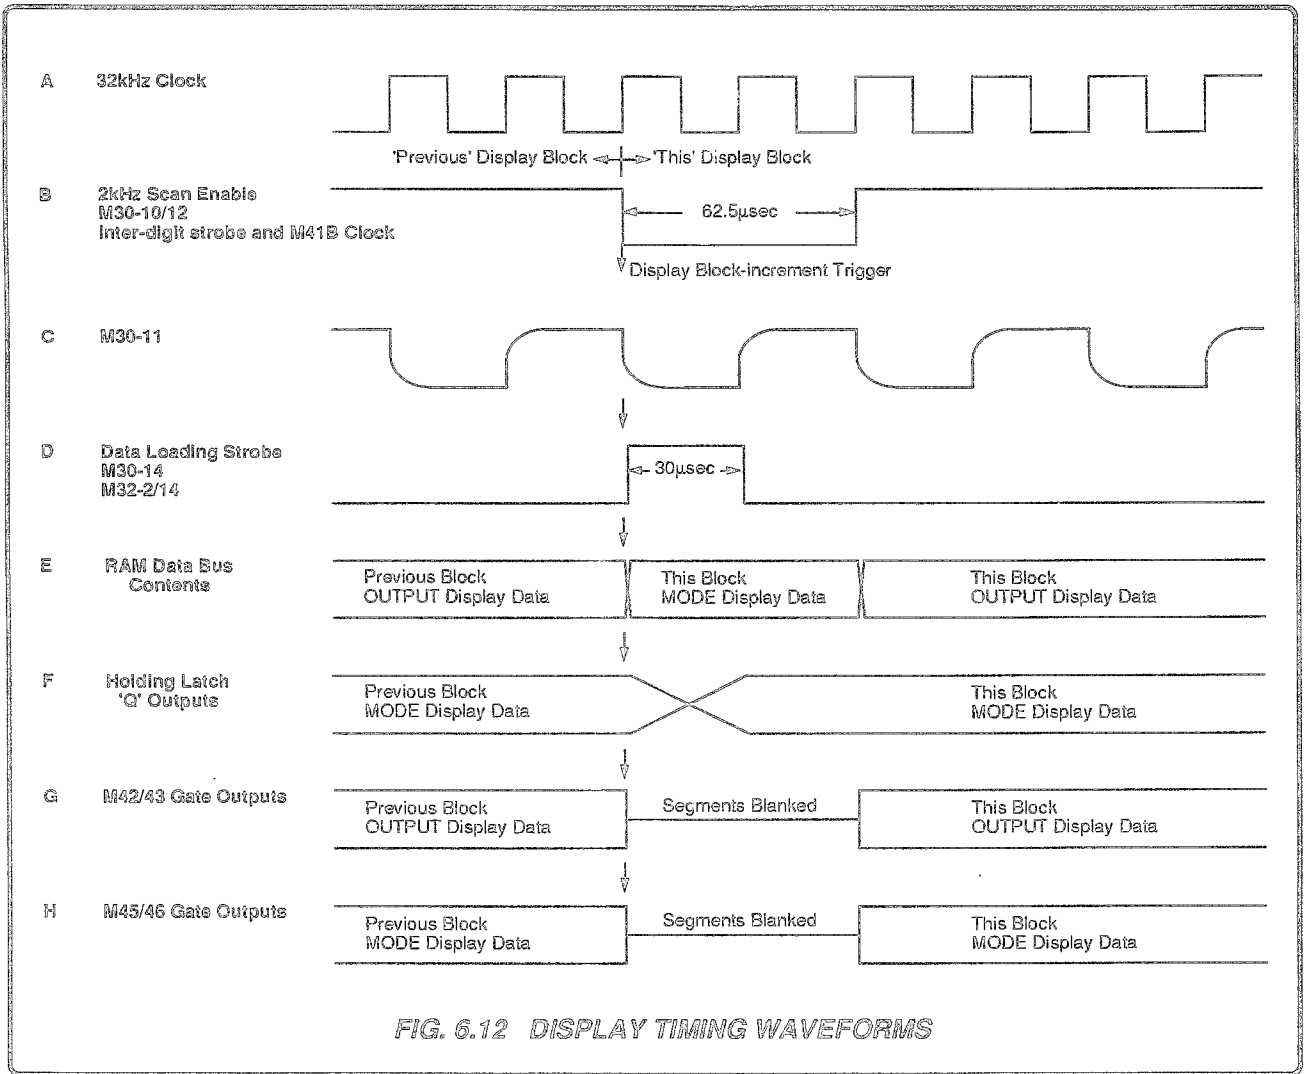 A 32kHz Clock
'Previous' Display Block 'This' Display Block
B 2kHz Scan Enable
M30-10/12
Inter-digit strobe and M41B Clock
62.5µsec
Display Block-increment Trigger
C M30-11
D Data Loading Strobe
M30-14
M32-2/14
30µsec
E RAM Data Bus
Contents
Previous Block
OUTPUT Display Data
This Block
MODE Display Data
This Block
OUTPUT Display Data
F Holding Latch
'Q' Outputs
Previous Block
MODE Display Data
This Block
MODE Display Data
G M42/43 Gate Outputs
Previous Block
OUTPUT Display Data
Segments Blanked
This Block
OUTPUT Display Data
H M45/46 Gate Outputs
Previous Block
MODE Display Data
Segments Blanked
This Block
MODE Display Data
FIG. 6.12 DISPLAY TIMING WAVEFORMS